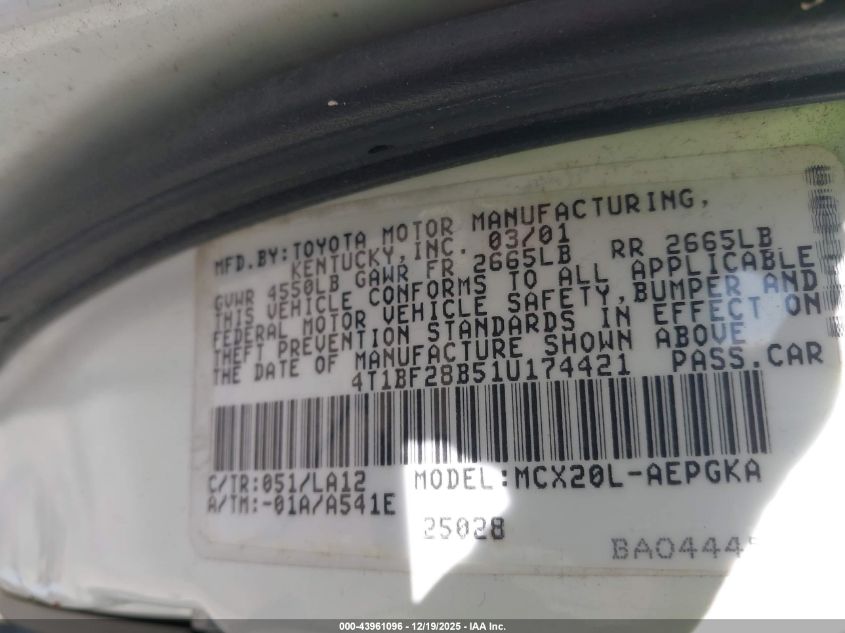 MFD.BY:TOYOTA MOTOR MANUFACTURING,
KENTUCKY,INC. 03/01
GVWR 4550LB GAWR FR 2665LB RR 2665LB
THIS VEHICLE CONFORMS TO ALL APPLICABLE
FEDERAL MOTOR VEHICLE SAFETY,BUMPER AND
THEFT PREVENTION STANDARDS IN EFFECT ON
THE DATE OF MANUFACTURE SHOWN ABOVE
4T1BF28B51U174421 PASS.CAR
C/TR:051/LA12 MODEL:MCX20L-AEPGKA
A/TM:-01A/A541E
25028
000-43961096 - 12/19/2025 - IAA Inc.